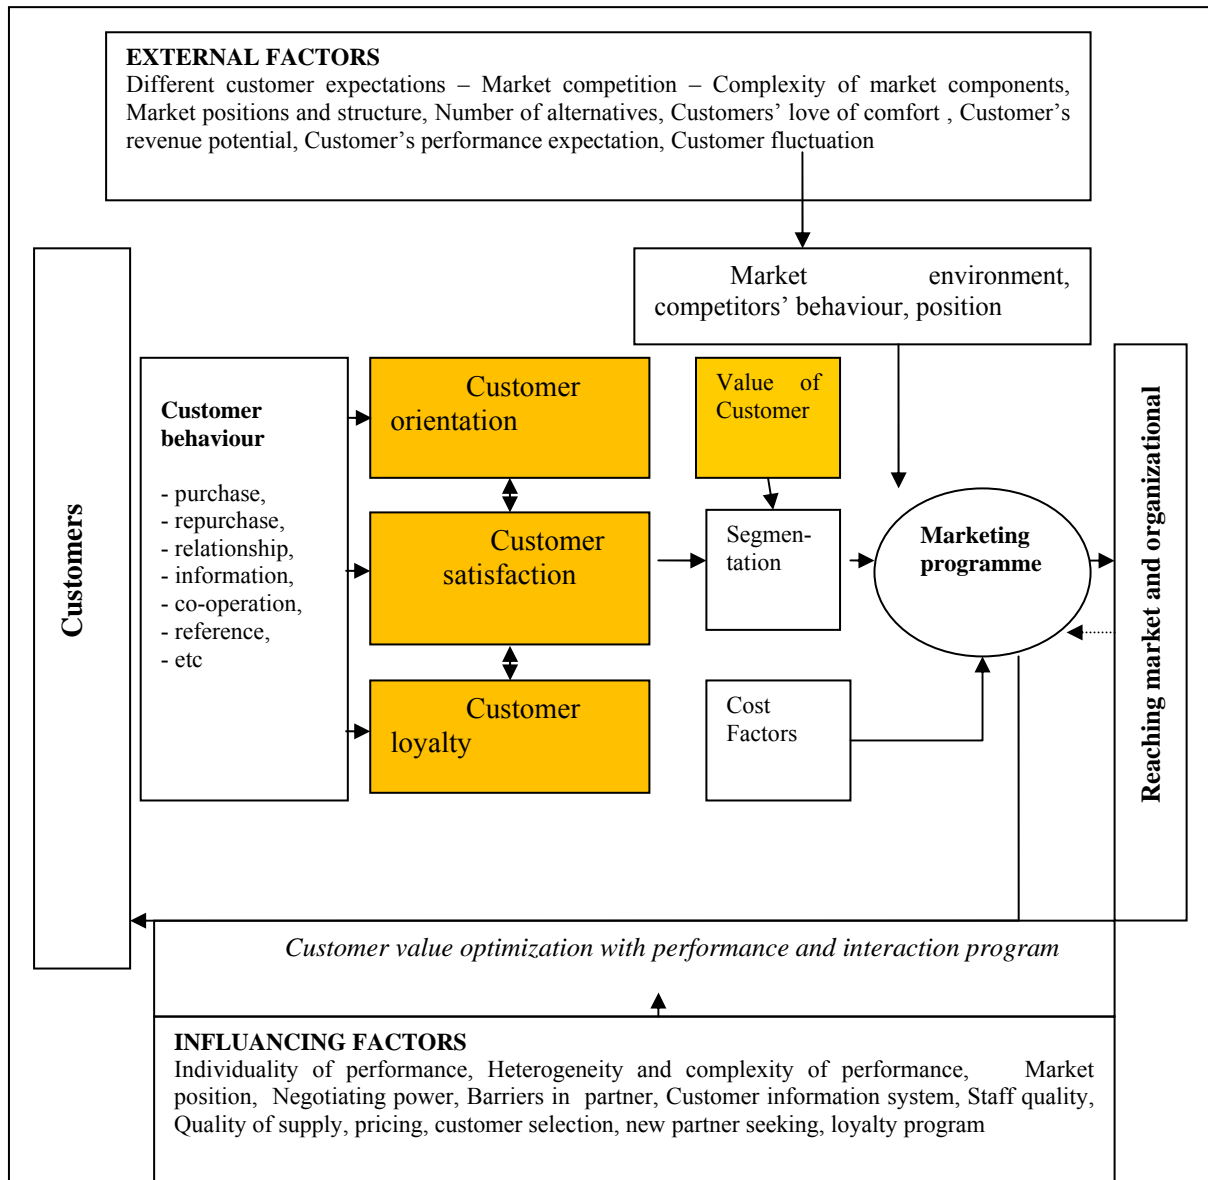 EXTERNAL FACTORS
Different customer expectations – Market competition – Complexity of market components,
Market positions and structure, Number of alternatives, Customers’ love of comfort , Customer’s
revenue potential, Customer’s performance expectation, Customer fluctuation
Market environment,
competitors’ behaviour, position
Customers
Customer
behaviour
- purchase,
- repurchase,
- relationship,
- information,
- co-operation,
- reference,
- etc
Customer
orientation
Customer
satisfaction
Customer
loyalty
Value of
Customer
Segmen-
tation
Cost
Factors
Marketing
programme
Reaching market and organizational
Customer value optimization with performance and interaction program
INFLUANCING FACTORS
Individuality of performance, Heterogeneity and complexity of performance, Market
position, Negotiating power, Barriers in partner, Customer information system, Staff quality,
Quality of supply, pricing, customer selection, new partner seeking, loyalty program